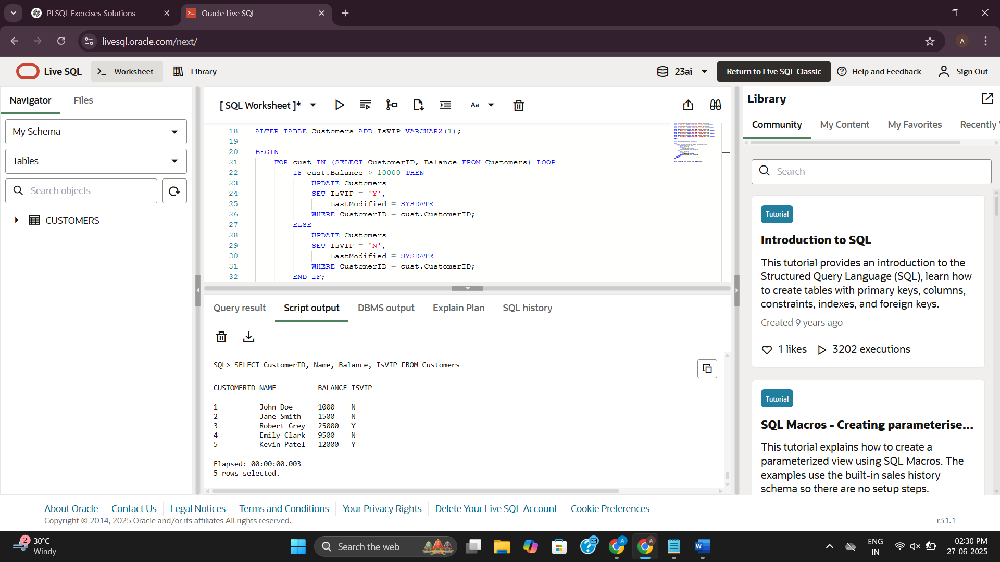 PLSQL Exercises Solutions
Oracle Live SQL
livesql.oracle.com/next/
A
Live SQL
Worksheet
Library
23ai
Return to Live SQL Classic
Help and Feedback
Sign Out
Navigator
Files
My Schema
Tables
Search objects
CUSTOMERS
[ SQL Worksheet ]*
Aa
18 ALTER TABLE Customers ADD IsVIP VARCHAR2(1);
19
20 BEGIN
21 FOR cust IN (SELECT CustomerID, Balance FROM Customers) LOOP
22 IF cust.Balance > 10000 THEN
23 UPDATE Customers
24 SET IsVIP = 'Y',
25 LastModified = SYSDATE
26 WHERE CustomerID = cust.CustomerID;
27 ELSE
28 UPDATE Customers
29 SET IsVIP = 'N',
30 LastModified = SYSDATE
31 WHERE CustomerID = cust.CustomerID;
32 END IF;
Query result
Script output
DBMS output
Explain Plan
SQL history
SQL> SELECT CustomerID, Name, Balance, IsVIP FROM Customers
CUSTOMERID NAME          BALANCE ISVIP
---------- ------------- ------- -----
1          John Doe      1000    N
2          Jane Smith    1500    N
3          Robert Grey   25000   Y
4          Emily Clark   9500    N
5          Kevin Patel   12000   Y
Elapsed: 00:00:00.003
5 rows selected.
Library
Community
My Content
My Favorites
Recently
Search
Tutorial
Introduction to SQL
This tutorial provides an introduction to the
Structured Query Language (SQL), learn how
to create tables with primary keys, columns,
constraints, indexes, and foreign keys.
Created 9 years ago
1 likes
3202 executions
Tutorial
SQL Macros - Creating parameterise...
This tutorial explains how to create a
parameterized view using SQL Macros. The
examples use the built-in sales history
schema so there are no setup steps.
About Oracle
Contact Us
Legal Notices
Terms and Conditions
Your Privacy Rights
Delete Your Live SQL Account
Cookie Preferences
Copyright © 2014, 2025 Oracle and/or its affiliates All rights reserved.
r31.1
2
30°C
Windy
Search the web
A
A
W
ENG
IN
02:30 PM
27-06-2025